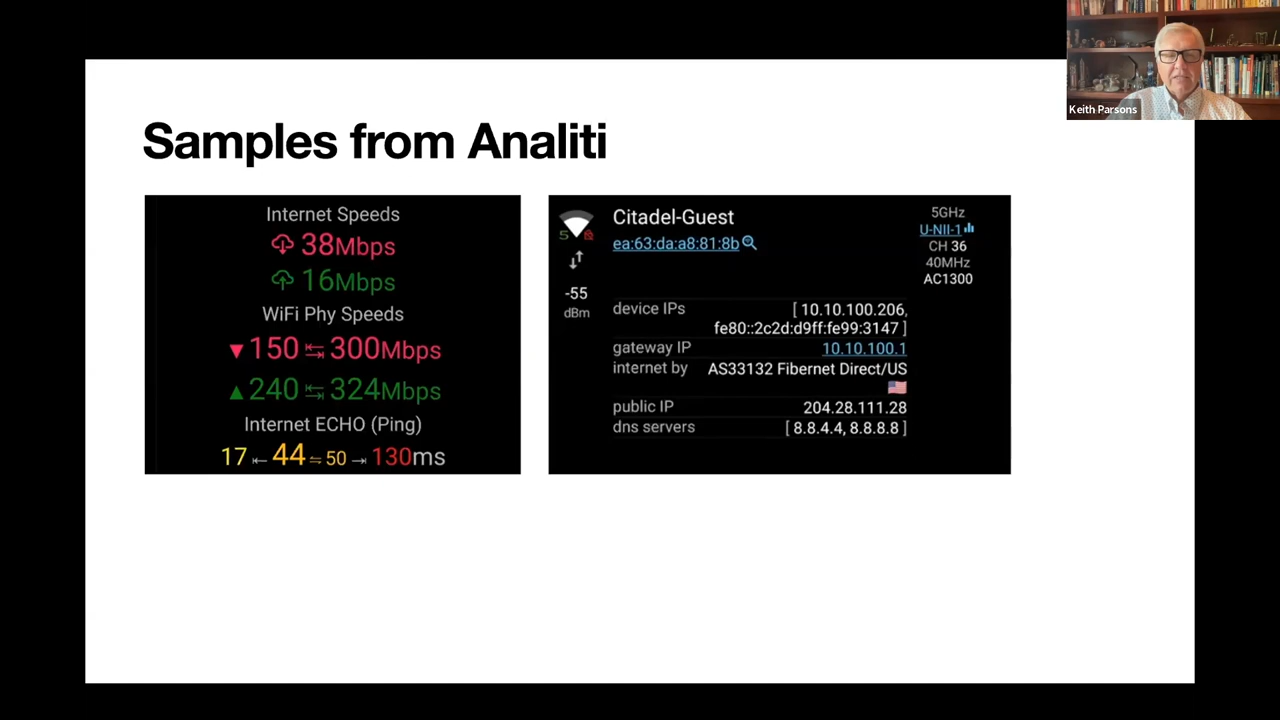 Keith Parsons
Samples from Analiti
Internet Speeds
38Mbps
16Mbps
WiFi Phy Speeds
▼150 ⇆ 300Mbps
▲240 ⇆ 324Mbps
Internet ECHO (Ping)
17 ← 44 ⇆ 50 → 130ms
Citadel-Guest
ea:63:da:a8:81:8b
5
-55
dBm
5GHz
U-NII-1
CH 36
40MHz
AC1300
device IPs [ 10.10.100.206,
fe80::2c2d:d9ff:fe99:3147 ]
gateway IP 10.10.100.1
internet by AS33132 Fibernet Direct/US
public IP 204.28.111.28
dns servers [ 8.8.4.4, 8.8.8.8 ]